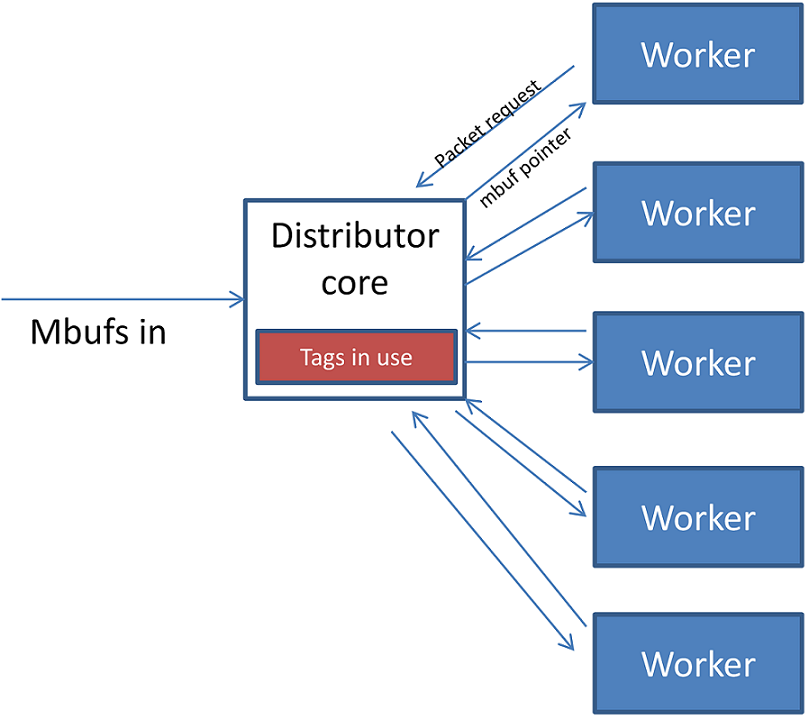 Worker
Packet request
mbuf pointer
Worker
Distributor
core
Mbufs in
Tags in use
Worker
Worker
Worker